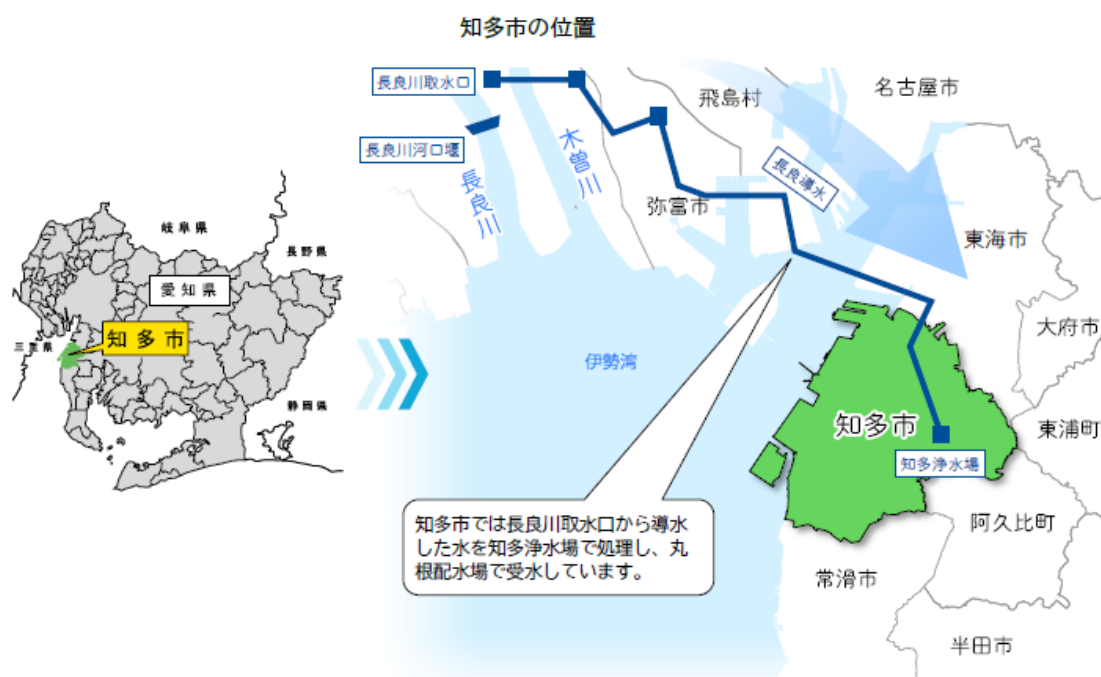 知多市の位置
長良川取水口
長良川河口堰
長良川
木曽川
飛島村
名古屋市
長良導水
弥富市
東海市
大府市
東浦町
阿久比町
半田市
常滑市
知多市
知多浄水場
伊勢湾
知多市では長良川取水口から導水
した水を知多浄水場で処理し、丸
根配水場で受水しています。
岐阜県
長野県
愛知県
知多市
三重県
静岡県